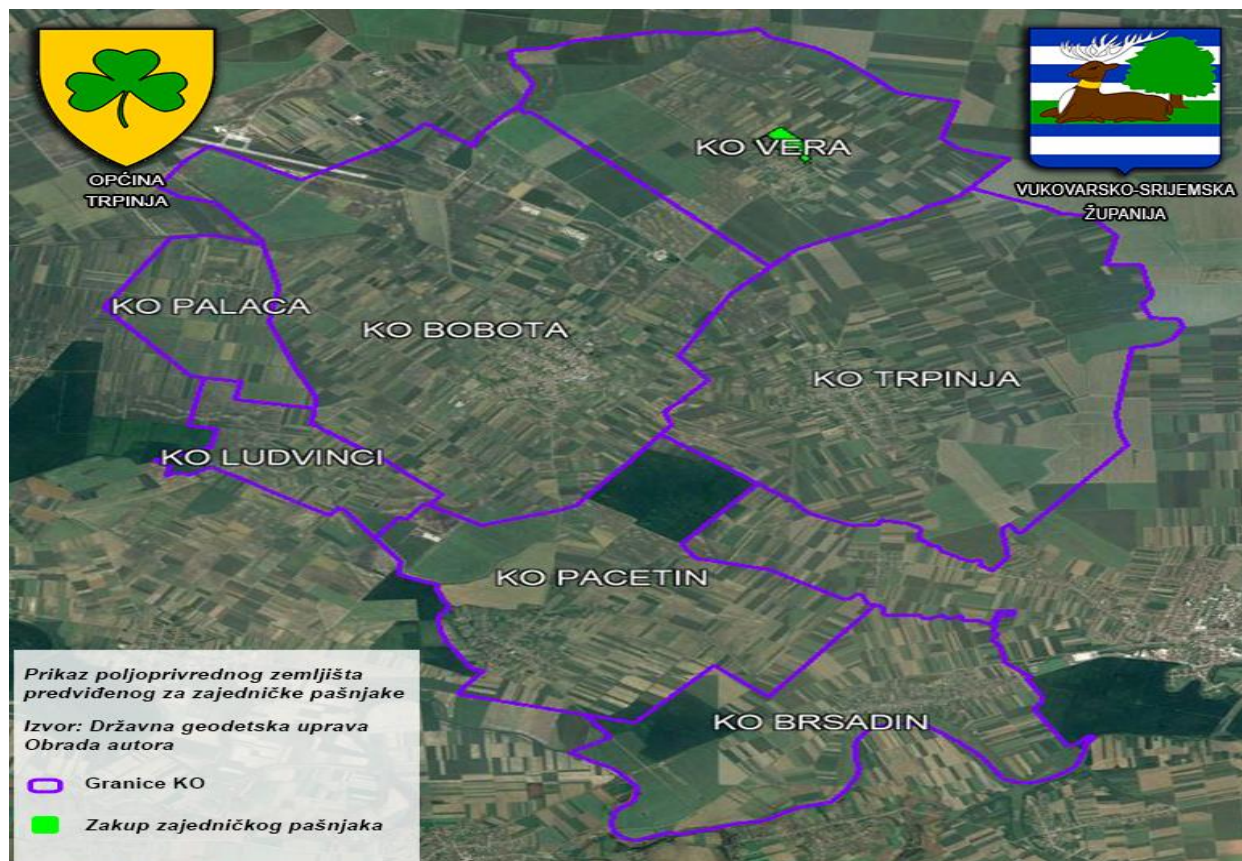 OPĆINA
TRPINJA
VUKOVARSKO-SRIJEMSKA
ŽUPANIJA
KO VERA
KO PALACA
KO BOBOTA
KO TRPINJA
KO LUDVINCI
KO PACETIN
KO BRSADIN
Prikaz poljoprivrednog zemljišta
predviđenog za zajedničke pašnjake
Izvor: Državna geodetska uprava
Obrada autora
Granice KO
Zakup zajedničkog pašnjaka